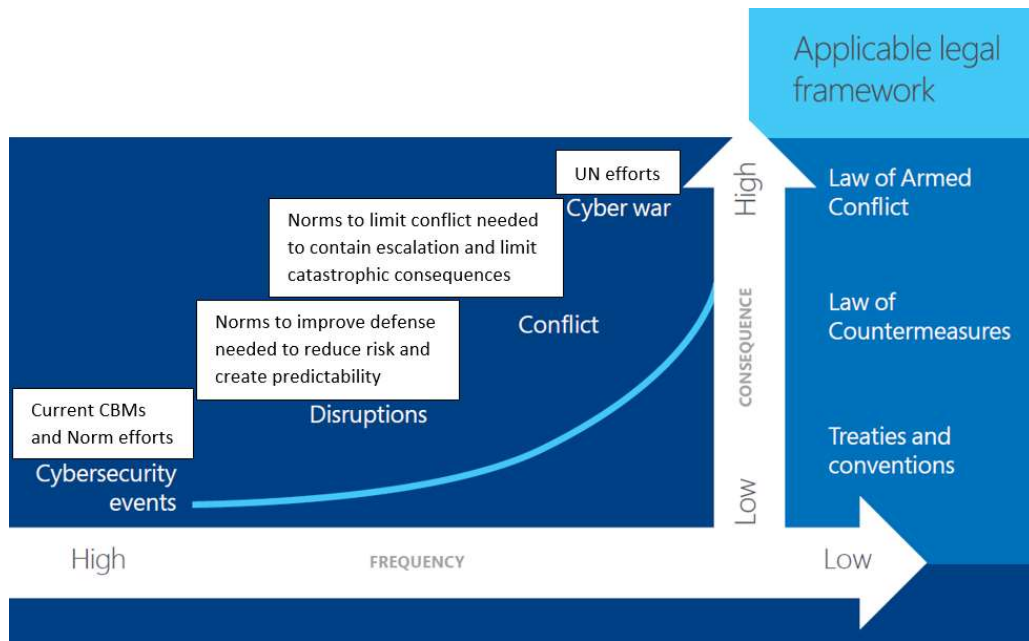 Applicable legal
framework
UN efforts
Cyber war
Norms to limit conflict needed
to contain escalation and limit
catastrophic consequences
Conflict
Norms to improve defense
needed to reduce risk and
create predictability
Disruptions
Current CBMs
and Norm efforts
Cybersecurity
events
High
CONSEQUENCE
Low
Law of Armed
Conflict
Law of
Countermeasures
Treaties and
conventions
High
FREQUENCY
Low